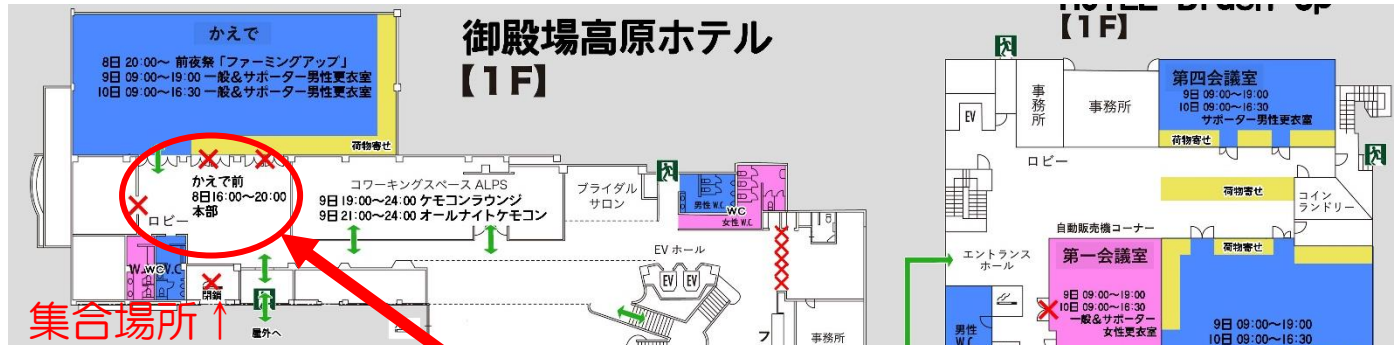 御殿場高原ホテル
【1F】
かえで
8日 20:00～ 前夜祭「ファーミングアップ」
9日 09:00～19:00 一般&サポーター男性更衣室
10日 09:00～16:30 一般&サポーター男性更衣室
荷物寄せ
かえで前
8日16:00～20:00
本部
ロビー
コワーキングスペース ALPS
9日 19:00～24:00 ケモコンラウンジ
9日 21:00～24:00 オールナイトケモコン
ブライダル
サロン
男性 W.C.
WC
女性 W.C.
EV ホール
EV
EV
WC
閉鎖
集合場所↑
屋外へ
事務所
【1F】
事務所
事務所
EV
第四会議室
9日 09:00～19:00
10日 09:00～16:30
サポーター男性更衣室
荷物寄せ
ロビー
荷物寄せ
コイン
ランドリー
自動販売機コーナー
エントランス
ホール
第一会議室
荷物寄せ
9日 09:00～19:00
10日 09:00～16:30
一般&サポーター
女性更衣室
男性
W.C.
9日 09:00～19:00
10日 09:00～16:30